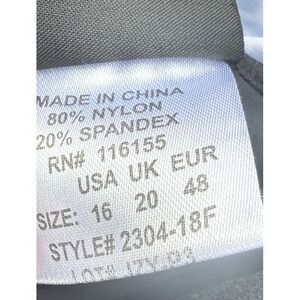 MADE IN CHINA
80% NYLON
20% SPANDEX
RN# 116155
USA UK EUR
SIZE: 16 20 48
STYLE# 2304-18F